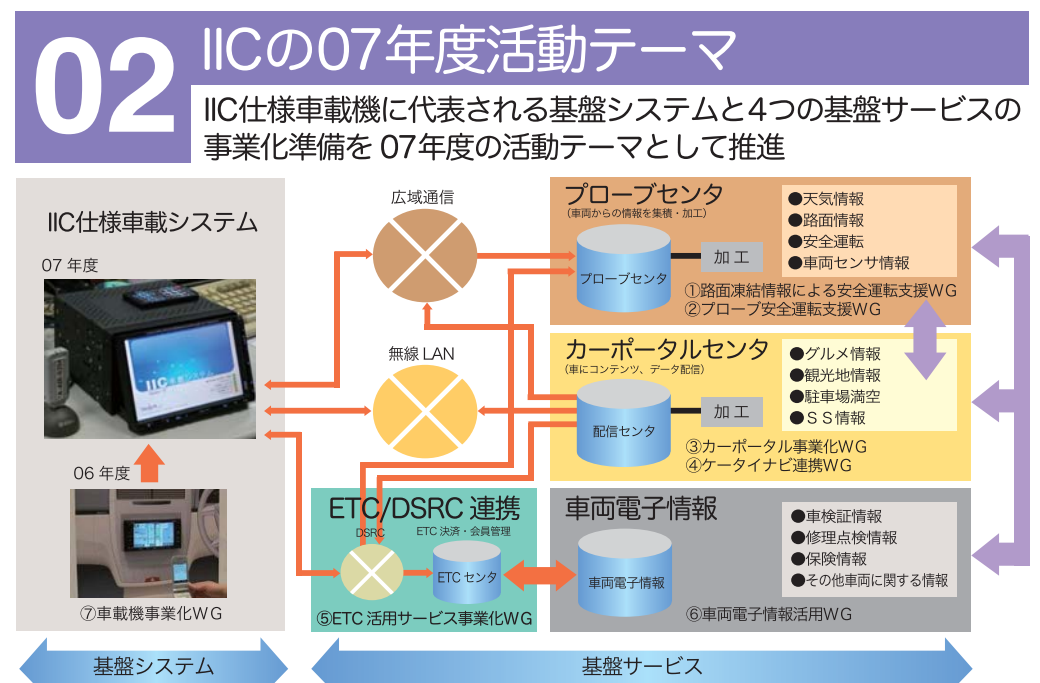 02
IICの07年度活動テーマ
IIC仕様車載機に代表される基盤システムと4つの基盤サービスの
事業化準備を 07年度の活動テーマとして推進
IIC仕様車載システム
07 年度
IIC基盤システム
06 年度
⑦車載機事業化WG
広域通信
無線 LAN
プローブセンタ
(車両からの情報を集積・加工)
プローブセンタ
加 工
●天気情報
●路面情報
●安全運転
●車両センサ情報
①路面凍結情報による安全運転支援WG
②プローブ安全運転支援WG
カーポータルセンタ
(車にコンテンツ、データ配信)
配信センタ
加 工
●グルメ情報
●観光地情報
●駐車場満空
●SS情報
③カーポータル事業化WG
④ケータイナビ連携WG
ETC/DSRC 連携
DSRC
ETC 決済・会員管理
ETC センタ
⑤ETC 活用サービス事業化WG
車両電子情報
車両電子情報
●車検証情報
●修理点検情報
●保険情報
●その他車両に関する情報
⑥車両電子情報活用WG
基盤システム
基盤サービス